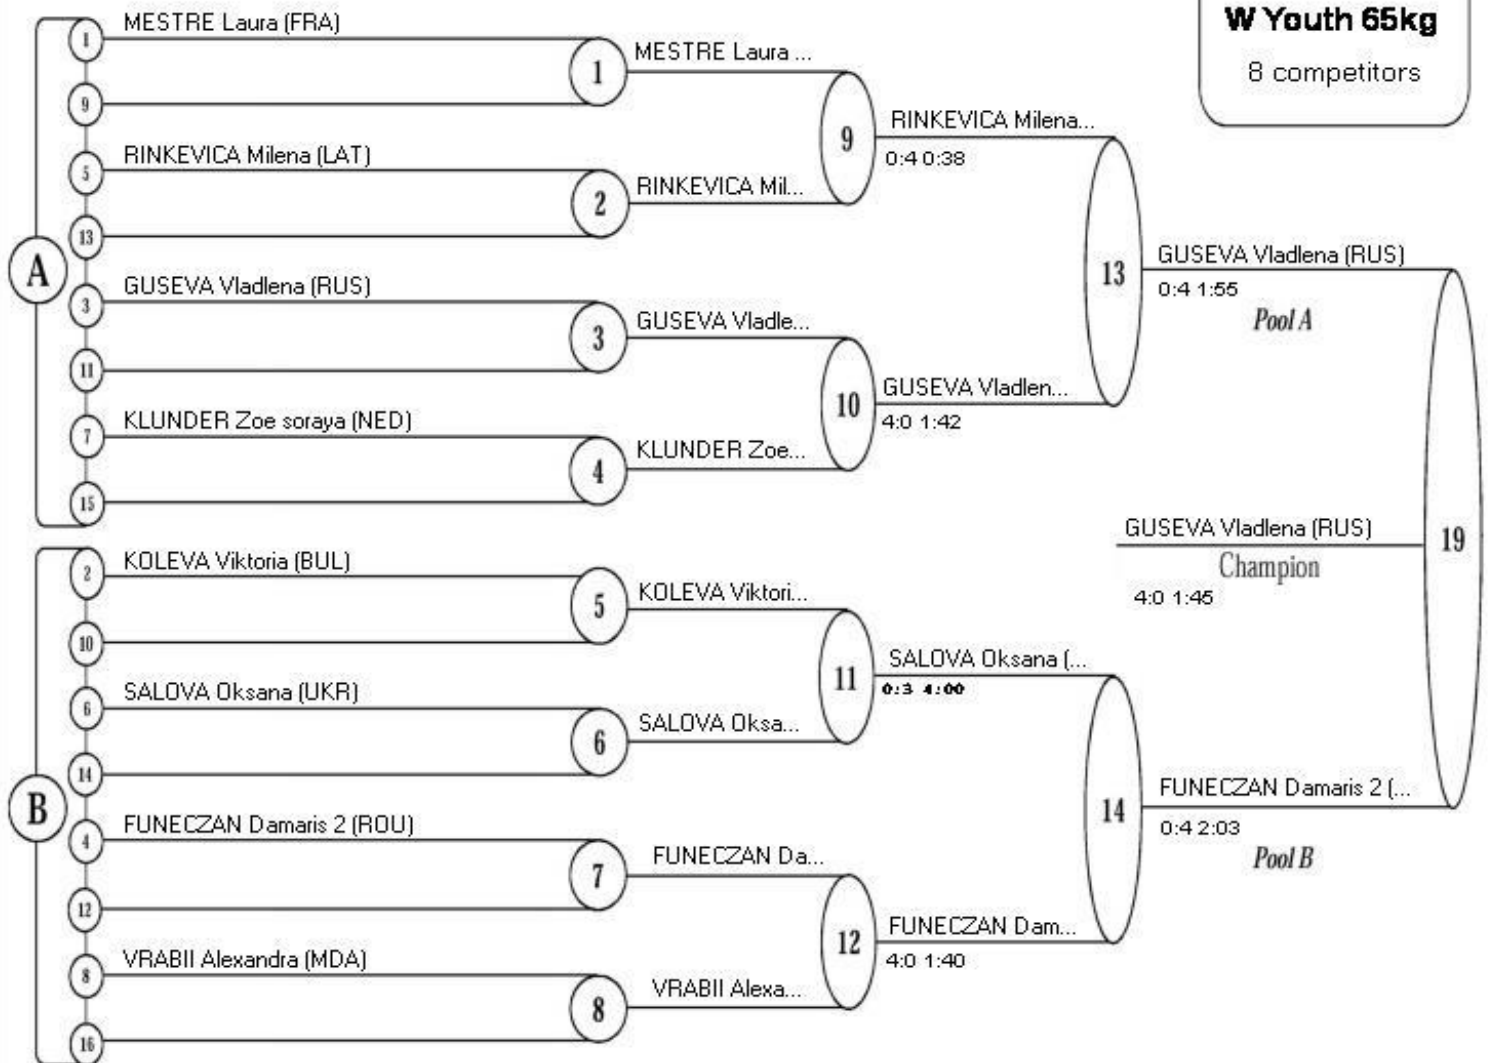 W Youth 65kg
8 competitors
A
1
MESTRE Laura (FRA)
9
5
RINKEVICA Milena (LAT)
13
3
GUSEVA Vladlena (RUS)
11
7
KLUNDER Zoe soraya (NED)
15
B
2
KOLEVA Viktoria (BUL)
10
6
SALOVA Oksana (UKR)
14
4
FUNECZAN Damaris 2 (ROU)
12
8
VRABII Alexandra (MDA)
16
1
MESTRE Laura ...
2
RINKEVICA Mil...
3
GUSEVA Vladle...
4
KLUNDER Zoe...
5
KOLEVA Viktori...
6
SALOVA Oksa...
7
FUNECZAN Da...
8
VRABII Alexa...
9
RINKEVICA Milena...
0:4 0:38
10
GUSEVA Vladlen...
4:0 1:42
11
SALOVA Oksana (...
0:3 4:00
12
FUNECZAN Dam...
4:0 1:40
13
GUSEVA Vladlena (RUS)
0:4 1:55
Pool A
14
FUNECZAN Damaris 2 (...
0:4 2:03
Pool B
19
GUSEVA Vladlena (RUS)
Champion
4:0 1:45